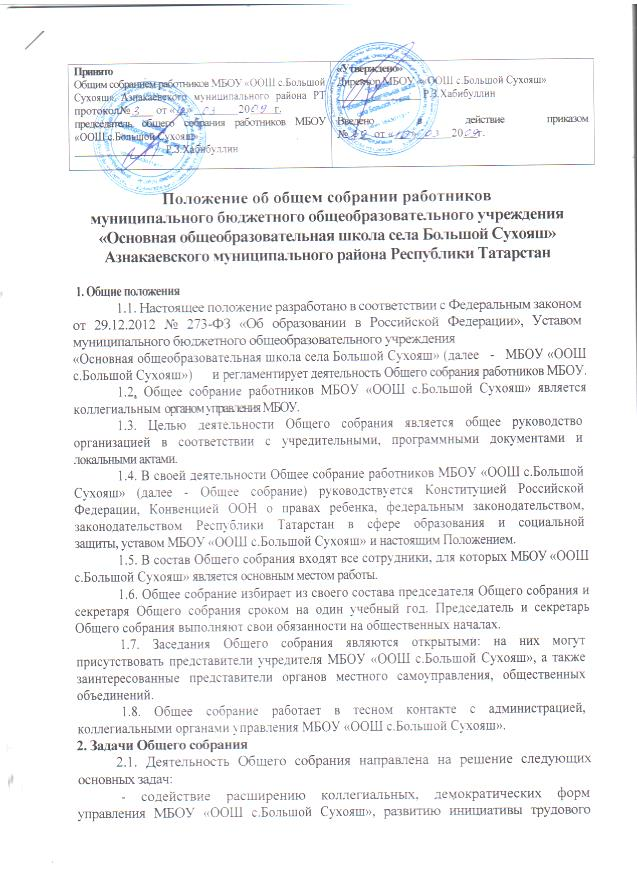 Принято
Общим собранием работников МБОУ «ООШ с.Большой
Сухояш» Азнакаевского муниципального района РТ
протокол№ 3 от « 03 2009 г.
председатель общего собрания работников МБОУ
«ООШ с.Большой Сухояш»
Р.З.Хабибуллин
«Утверждено»
Директор МБОУ « ООШ с.Большой Сухояш»
Р.З.Хабибуллин
Введено в действие приказом
№ от « 03 2009г.
Положение об общем собрании работников
муниципального бюджетного общеобразовательного учреждения
«Основная общеобразовательная школа села Большой Сухояш»
Азнакаевского муниципального района Республики Татарстан
1. Общие положения
1.1. Настоящее положение разработано в соответствии с Федеральным законом
от 29.12.2012 № 273-ФЗ «Об образовании в Российской Федерации», Уставом
муниципального бюджетного общеобразовательного учреждения
«Основная общеобразовательная школа села Большой Сухояш» (далее - МБОУ «ООШ
с.Большой Сухояш») и регламентирует деятельность Общего собрания работников МБОУ.
1.2. Общее собрание работников МБОУ «ООШ с.Большой Сухояш» является
коллегиальным органом управления МБОУ.
1.3. Целью деятельности Общего собрания является общее руководство
организацией в соответствии с учредительными, программными документами и
локальными актами.
1.4. В своей деятельности Общее собрание работников МБОУ «ООШ с.Большой
Сухояш» (далее - Общее собрание) руководствуется Конституцией Российской
Федерации, Конвенцией ООН о правах ребенка, федеральным законодательством,
законодательством Республики Татарстан в сфере образования и социальной
защиты, уставом МБОУ «ООШ с.Большой Сухояш» и настоящим Положением.
1.5. В состав Общего собрания входят все сотрудники, для которых МБОУ «ООШ
с.Большой Сухояш» является основным местом работы.
1.6. Общее собрание избирает из своего состава председателя Общего собрания и
секретаря Общего собрания сроком на один учебный год. Председатель и секретарь
Общего собрания выполняют свои обязанности на общественных началах.
1.7. Заседания Общего собрания являются открытыми: на них могут
присутствовать представители учредителя МБОУ «ООШ с.Большой Сухояш», а также
заинтересованные представители органов местного самоуправления, общественных
объединений.
1.8. Общее собрание работает в тесном контакте с администрацией,
коллегиальными органами управления МБОУ «ООШ с.Большой Сухояш».
2. Задачи Общего собрания
2.1. Деятельность Общего собрания направлена на решение следующих
основных задач:
- содействие расширению коллегиальных, демократических форм
управления МБОУ «ООШ с.Большой Сухояш», развитию инициативы трудового